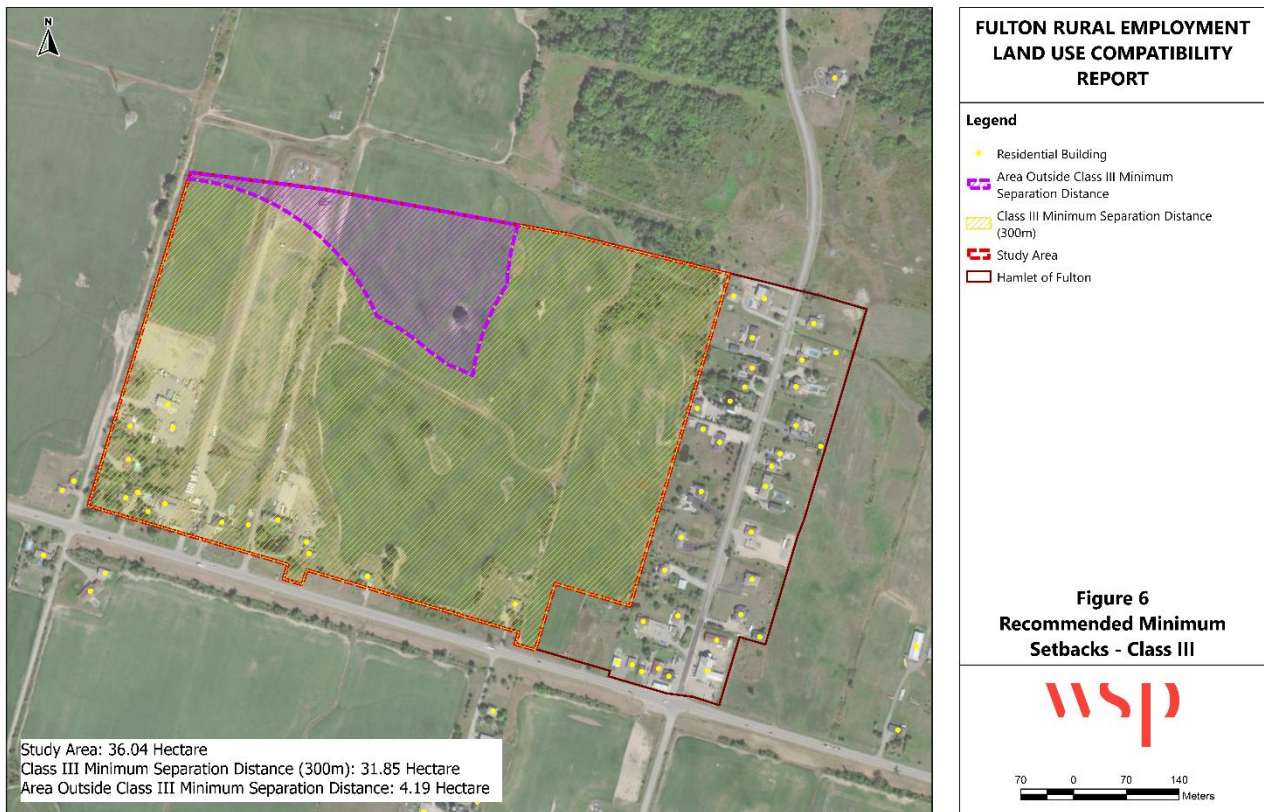 N
Study Area: 36.04 Hectare
Class III Minimum Separation Distance (300m): 31.85 Hectare
Area Outside Class III Minimum Separation Distance: 4.19 Hectare
FULTON RURAL EMPLOYMENT
LAND USE COMPATIBILITY
REPORT
Legend
Residential Building
Area Outside Class III Minimum
Separation Distance
Class III Minimum Separation Distance
(300m)
Study Area
Hamlet of Fulton
Figure 6
Recommended Minimum
Setbacks - Class III
wsp
70 0 70 140
Meters